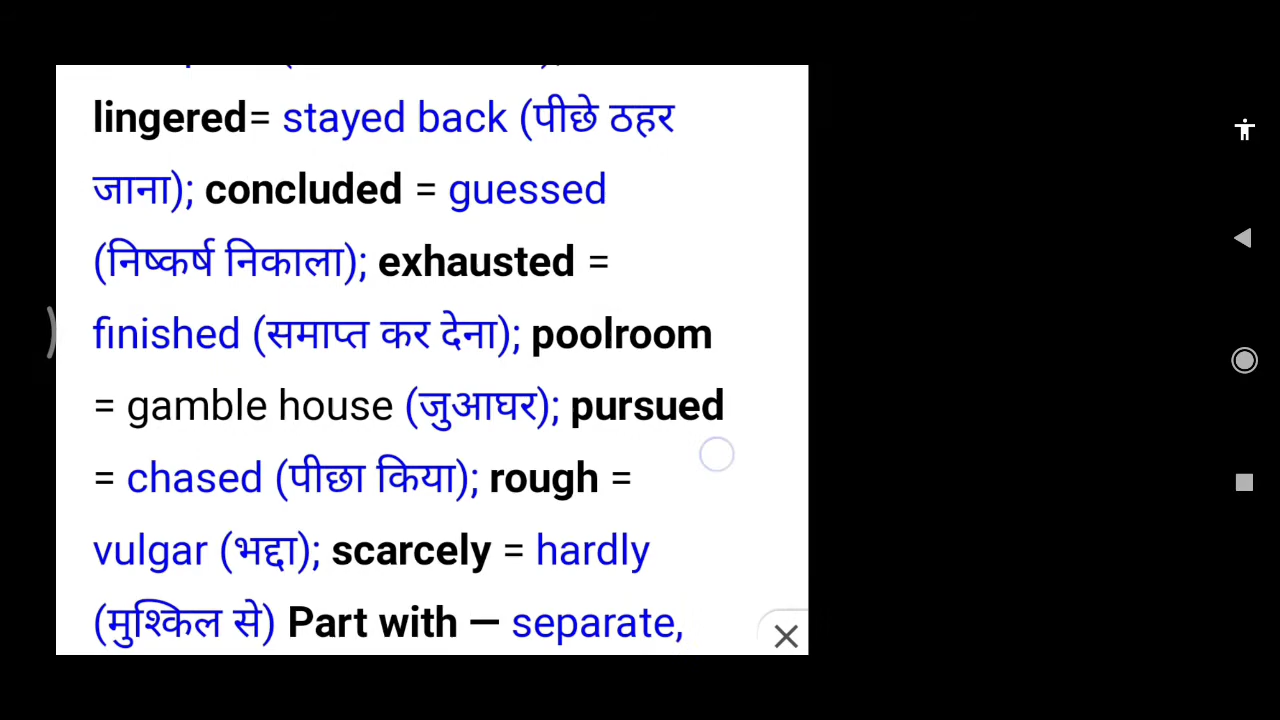 lingered= stayed back (पीछे ठहर
जाना); concluded = guessed
(निष्कर्ष निकाला); exhausted =
finished (समाप्त कर देना); poolroom
= gamble house (जुआघर); pursued
= chased (पीछा किया); rough =
vulgar (भद्दा); scarcely = hardly
(मुश्किल से) Part with — separate,